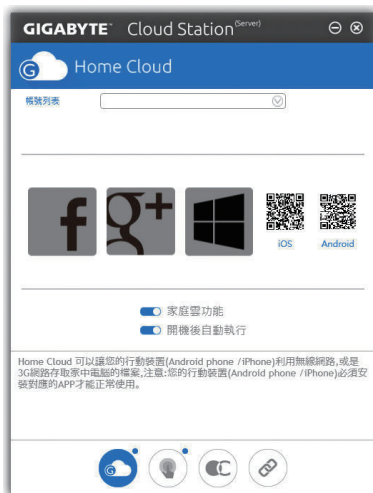 GIGABYTE™ Cloud Station (Server)
G Home Cloud
帳號列表
f g+
iOS Android
家庭雲功能
開機後自動執行
Home Cloud 可以讓您的行動裝置(Android phone /iPhone)利用無線網路,或是
3G網路存取家中電腦的檔案,注意:您的行動裝置(Android phone /iPhone)必須安
裝對應的APP才能正常使用。
G